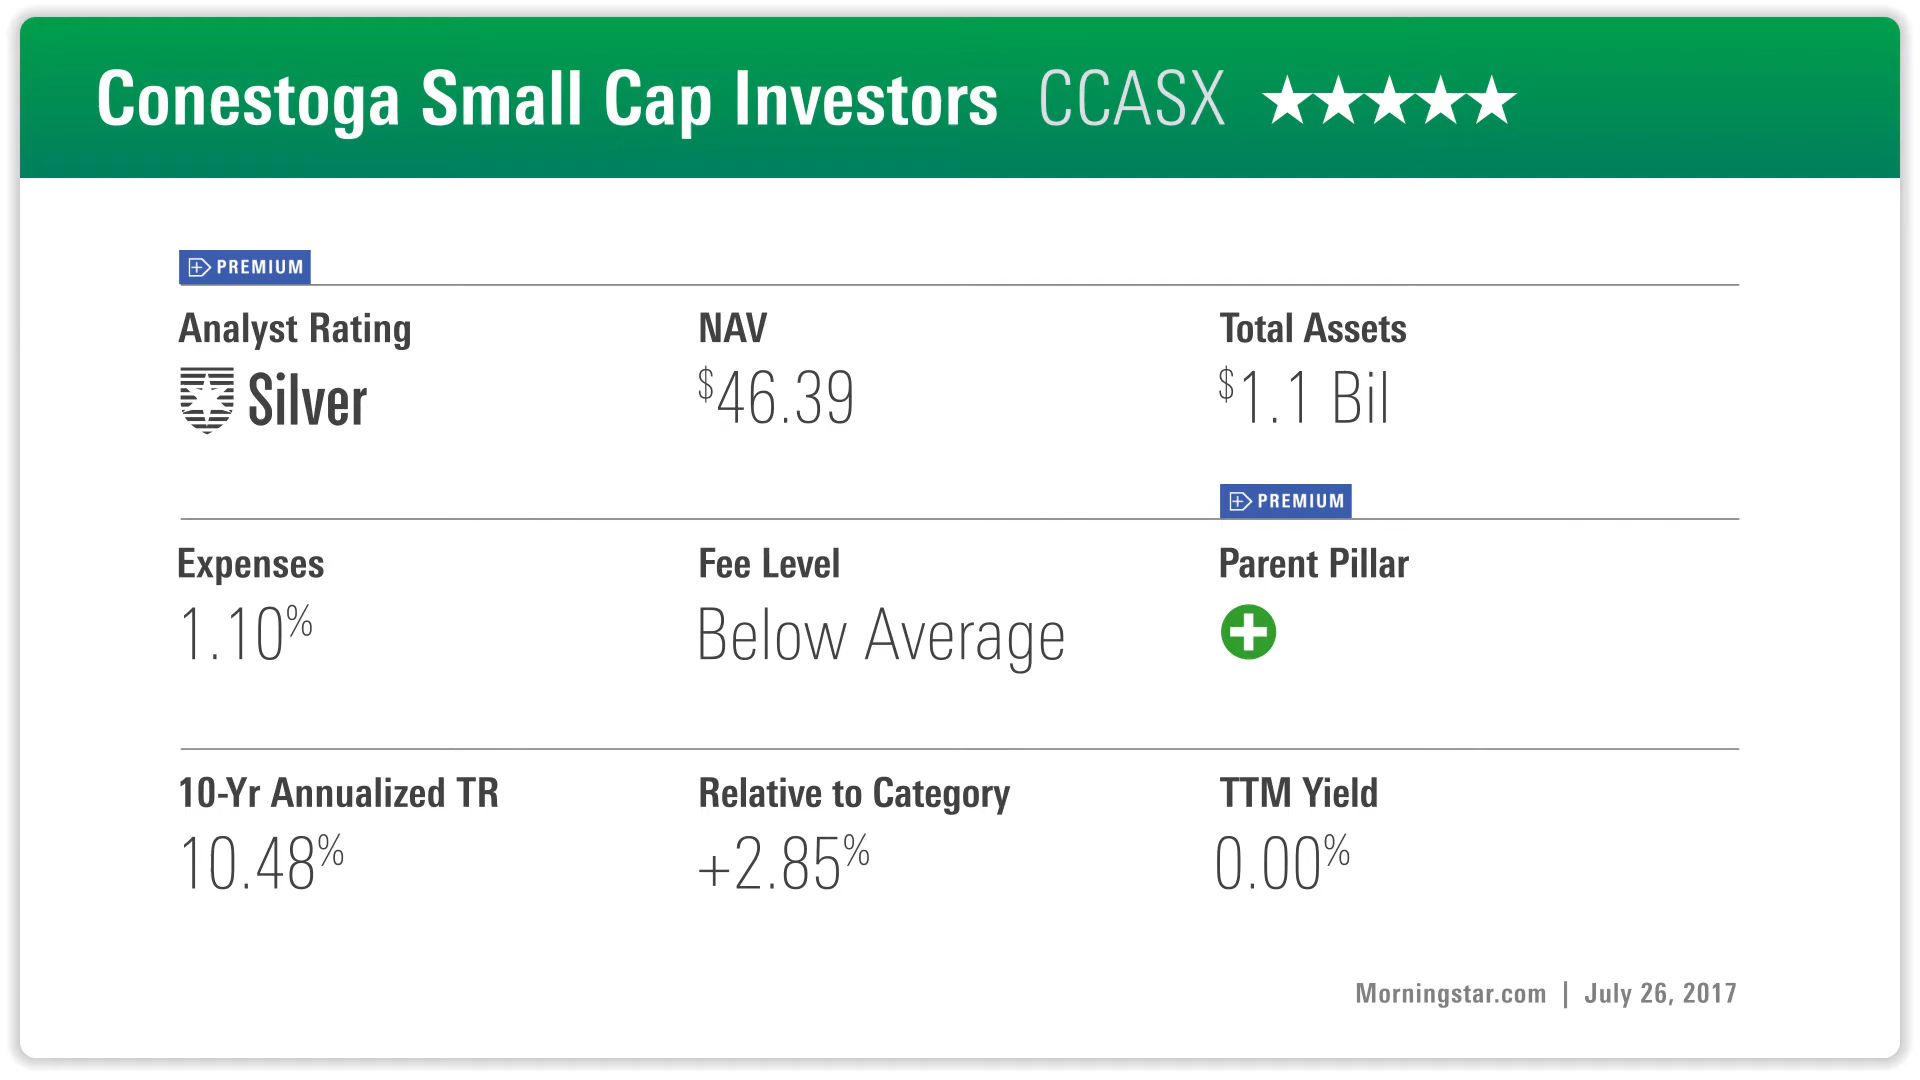 Conestoga Small Cap Investors CCASX
PREMIUM
Analyst Rating NAV Total Assets
Silver $46.39 $1.1 Bil
PREMIUM
Expenses Fee Level Parent Pillar
1.10% Below Average
10-Yr Annualized TR Relative to Category TTM Yield
10.48% +2.85% 0.00%
Morningstar.com | July 26, 2017